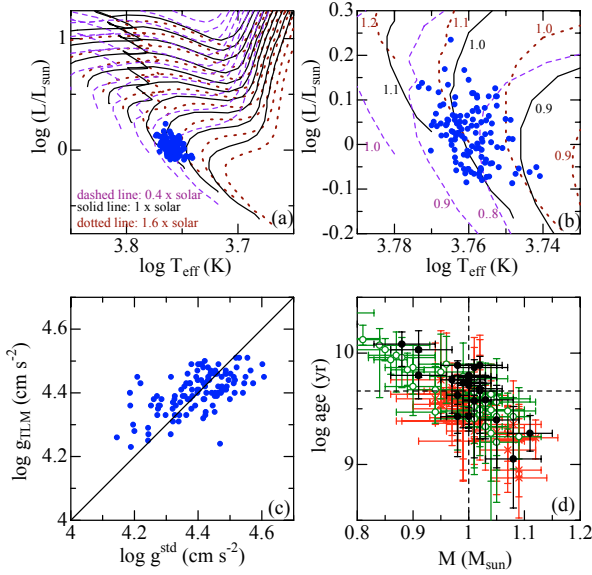 log (L/Lsun)
1
0
3.8
3.7
log Teff (K)
dashed line: 0.4 x solar
solid line: 1 x solar
dotted line: 1.6 x solar
(a)
log (L/Lsun)
0.3
0.2
0.1
0
-0.1
-0.2
3.78
3.76
3.74
log Teff (K)
1.2
1.1
1.0
1.0
1.1
0.9
0.9
1.0
0.9
0..8
(b)
log gTLM (cm s-2)
4.6
4.4
4.2
4
4
4.2
4.4
4.6
log gstd (cm s-2)
(c)
log age (yr)
10
9
0.8
0.9
1
1.1
1.2
M (Msun)
(d)